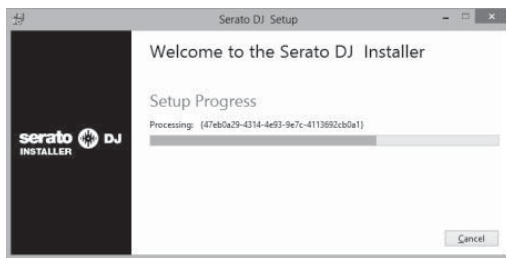 Serato DJ Setup
Welcome to the Serato DJ Installer
Setup Progress
Processing: {47eb0a29-4314-4e93-9e7c-4113692cb0a1}
serato DJ
INSTALLER
Cancel